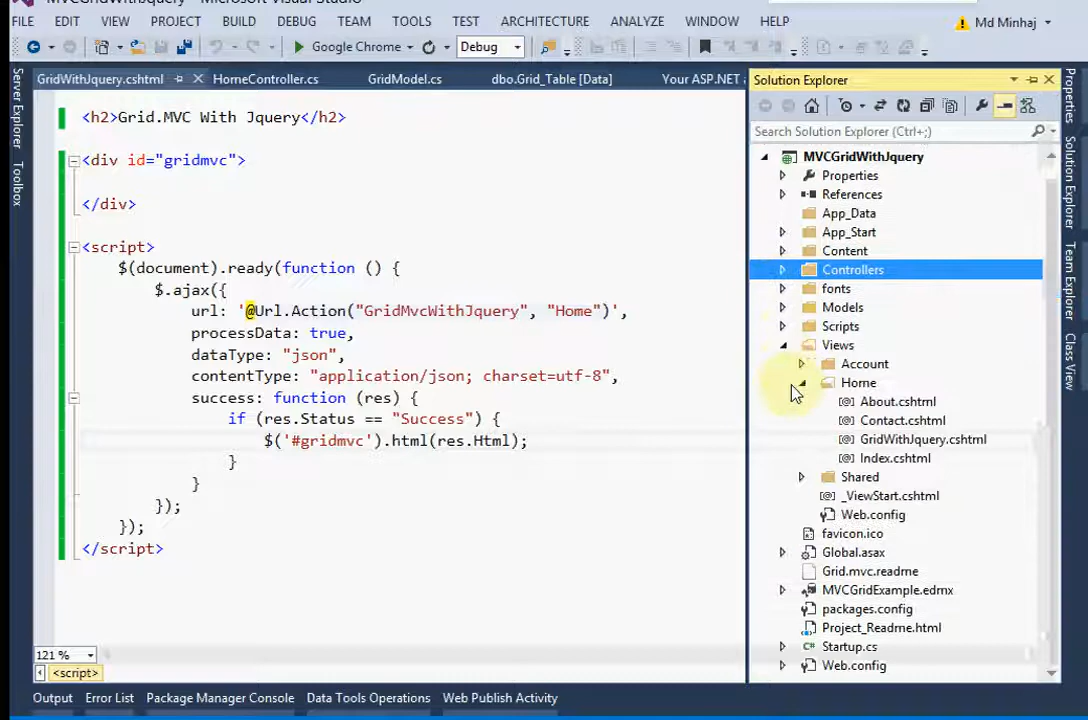 MVCGridWithJquery - Microsoft Visual Studio
FILE EDIT VIEW PROJECT BUILD DEBUG TEAM TOOLS TEST ARCHITECTURE ANALYZE WINDOW HELP Md Minhaj
Google Chrome Debug
GridWithJquery.cshtml HomeController.cs GridModel.cs dbo.Grid_Table [Data] Your ASP.NET
<h2>Grid.MVC With Jquery</h2>
<div id="gridmvc">
</div>
<script>
$(document).ready(function () {
$.ajax({
url: '@Url.Action("GridMvcWithJquery", "Home")',
processData: true,
dataType: "json",
contentType: "application/json; charset=utf-8",
success: function (res) {
if (res.Status == "Success") {
$('#gridmvc').html(res.Html);
}
}
});
});
</script>
121 %
<script>
Server Explorer
Toolbox
Solution Explorer
Search Solution Explorer (Ctrl+;)
MVCGridWithJquery
Properties
References
App_Data
App_Start
Content
Controllers
fonts
Models
Scripts
Views
Account
Home
About.cshtml
Contact.cshtml
GridWithJquery.cshtml
Index.cshtml
Shared
_ViewStart.cshtml
Web.config
favicon.ico
Global.asax
Grid.mvc.readme
MVCGridExample.edmx
packages.config
Project_Readme.html
Startup.cs
Web.config
Properties
Solution Explorer
Team Explorer
Class View
Output Error List Package Manager Console Data Tools Operations Web Publish Activity